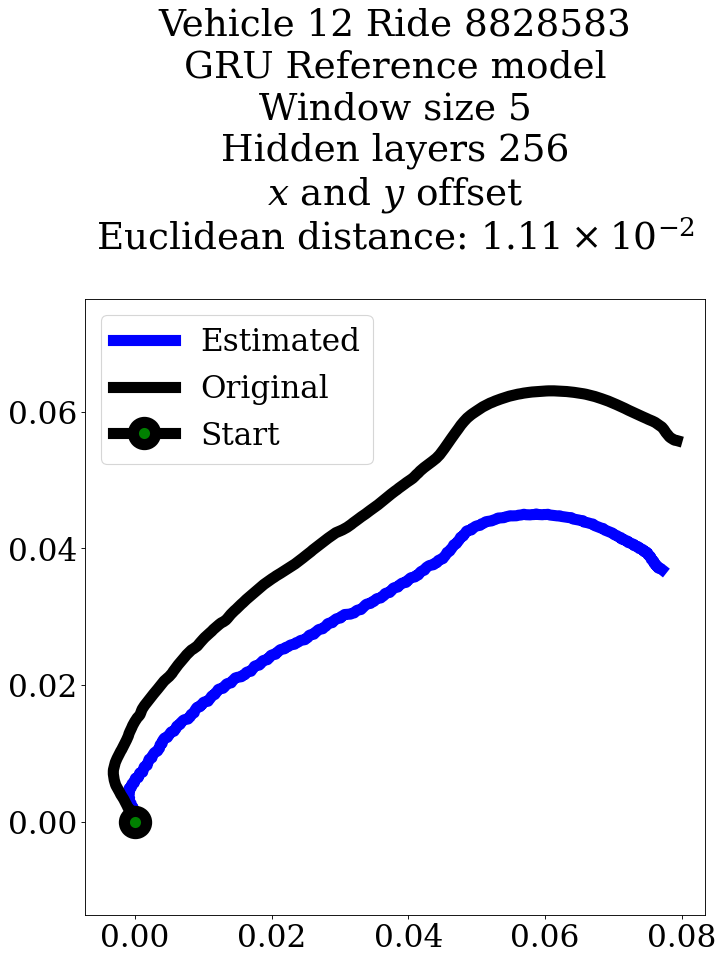 Vehicle 12 Ride 8828583
GRU Reference model
Window size 5
Hidden layers 256
x and y offset
Euclidean distance: 1.11 × 10⁻²
Estimated
Original
Start
0.06
0.04
0.02
0.00
0.00 0.02 0.04 0.06 0.08